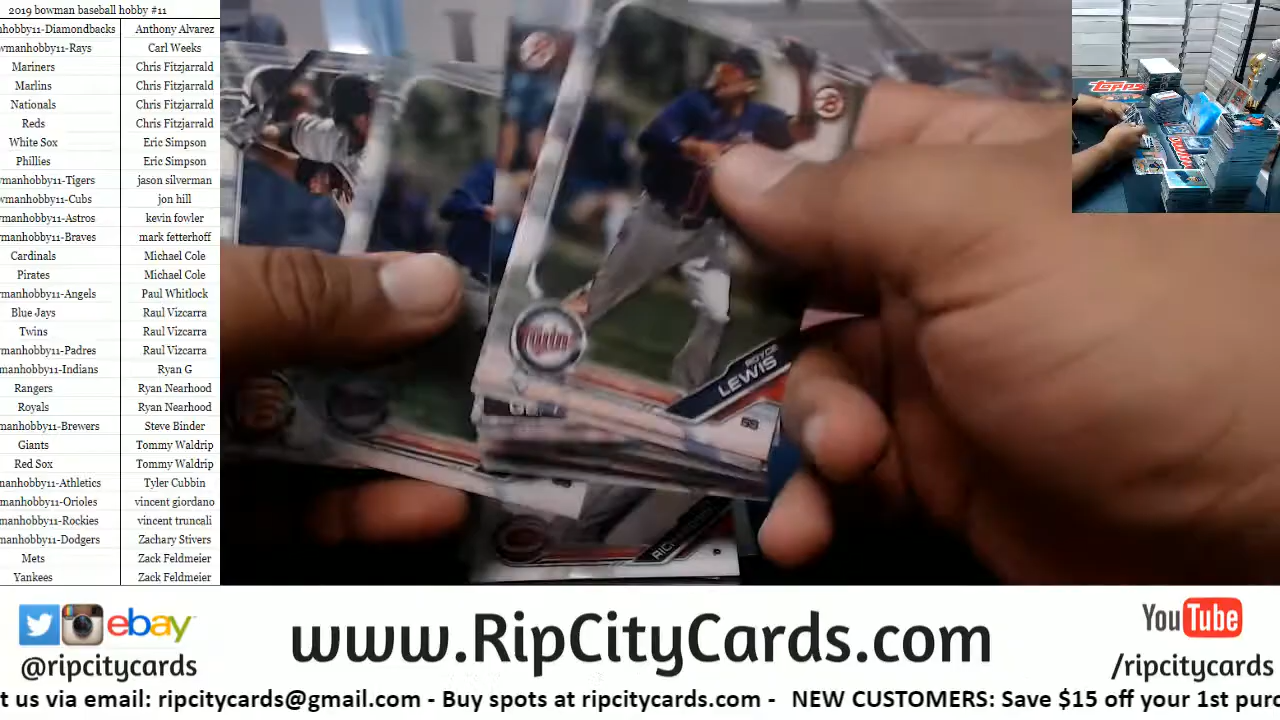 2019 bowman baseball hobby #11
hobby11-Diamondbacks Anthony Alvarez
wmanhobby11-Rays Carl Weeks
Mariners Chris Fitzjarrald
Marlins Chris Fitzjarrald
Nationals Chris Fitzjarrald
Reds Chris Fitzjarrald
White Sox Eric Simpson
Phillies Eric Simpson
wmanhobby11-Tigers jason silverman
wmanhobby11-Cubs jon hill
manhobby11-Astros kevin fowler
manhobby11-Braves mark fetterhoff
Cardinals Michael Cole
Pirates Michael Cole
manhobby11-Angels Paul Whitlock
Blue Jays Raul Vizcarra
Twins Raul Vizcarra
wmanhobby11-Padres Raul Vizcarra
manhobby11-Indians Ryan G
Rangers Ryan Nearhood
Royals Ryan Nearhood
manhobby11-Brewers Steve Binder
Giants Tommy Waldrip
Red Sox Tommy Waldrip
manhobby11-Athletics Tyler Cubbin
manhobby11-Orioles vincent giordano
manhobby11-Rockies vincent truncali
manhobby11-Dodgers Zachary Stivers
Mets Zack Feldmeier
Yankees Zack Feldmeier
Topps
ROYCE
LEWIS
ebay
@ripcitycards
www.RipCityCards.com
YouTube
/ripcitycards
t us via email: ripcitycards@gmail.com - Buy spots at ripcitycards.com - NEW CUSTOMERS: Save $15 off your 1st purc